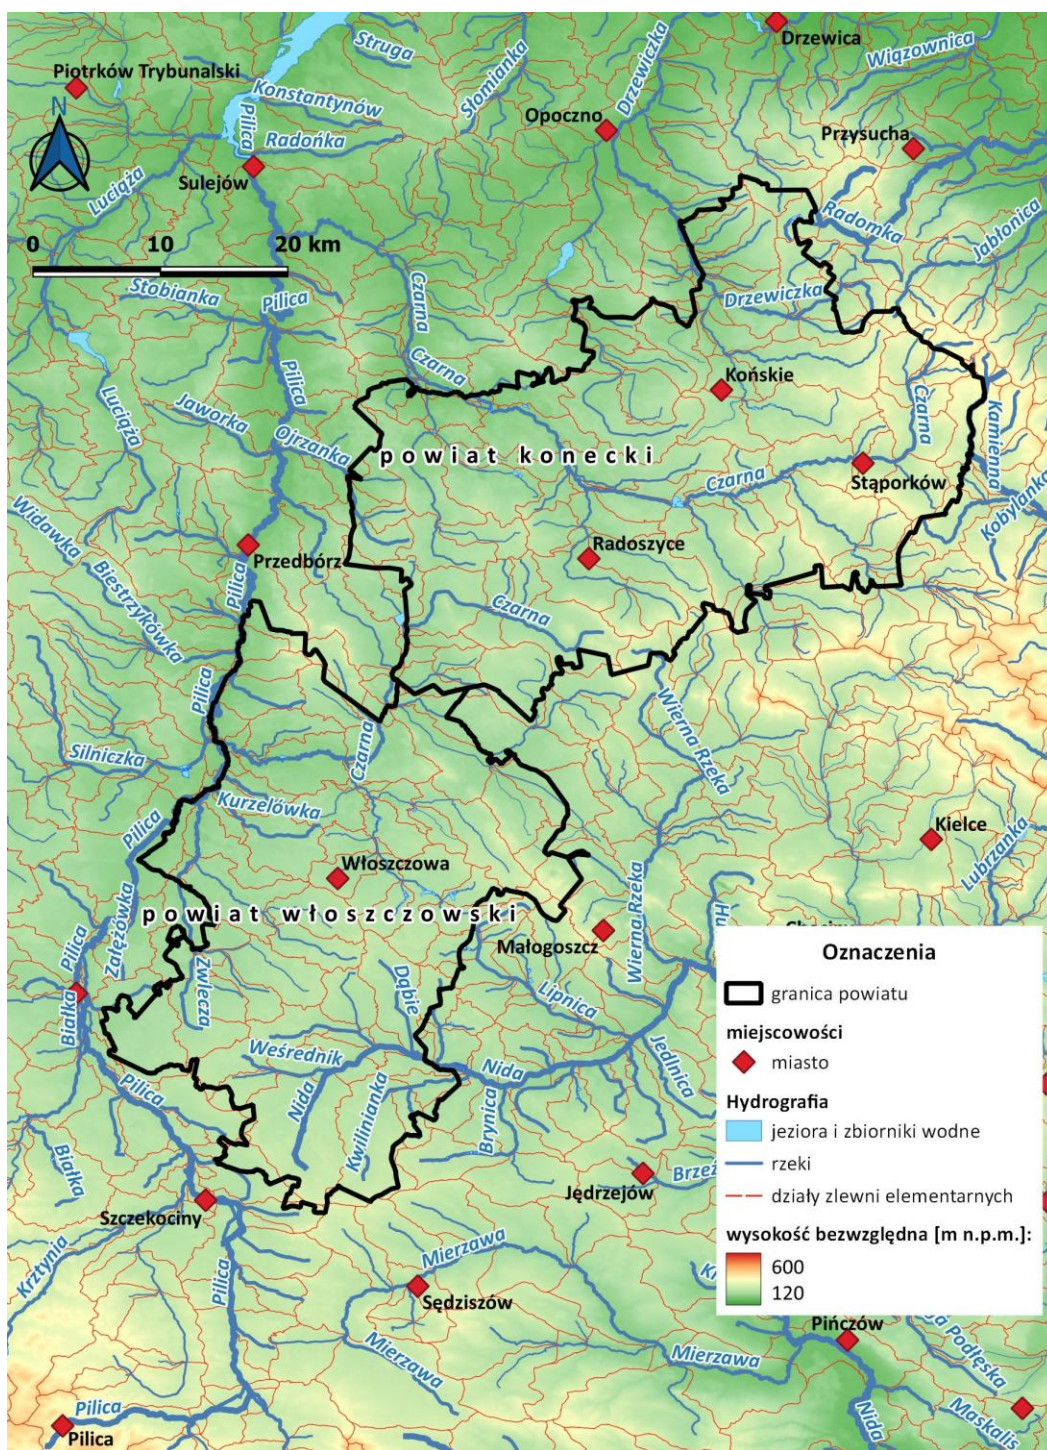 Drzewica
Struga
Wiązownica
Piotrków Trybunalski
Konstantynów
Słomianka
Drzewiczka
Opoczno
Przysucha
N
Pilica
Radońka
Sulejów
Luciąża
Radomka
Jabłonica
0 10 20 km
Stobianka
Pilica
Czarna
Drzewiczka
Pilica
Czarna
Końskie
Luciąża
Jaworka
Ojrzanka
Czarna
Kamienna
powiat konecki
Czarna
Stąporków
Kobylanka
Widawka
Przedbórz
Radoszyce
Biestrzykówka
Pilica
Czarna
Pilica
Wierna Rzeka
Silniczka
Czarna
Kurzelówka
Pilica
Włoszczowa
Kielce
Lubrzanka
Wierna Rzeka
powiat włoszczowski
Małogoszcz
Pilica
Załężówka
Zwlecza
Dąbie
Lipnica
Białka
Weśrednik
Nida
Nida
Jedlnica
Pilica
Kwilinianka
Brynica
Białka
Jędrzejów
Szczekociny
Krztynia
Pilica
Mierzawa
Sędziszów
Mierzawa
Mierzawa
Pińczów
Nida
Pilica
Pilica
Oznaczenia
granica powiatu
miejscowości
miasto
Hydrografia
jeziora i zbiorniki wodne
rzeki
działy zlewni elementarnych
wysokość bezwzględna [m n.p.m.]:
600
120